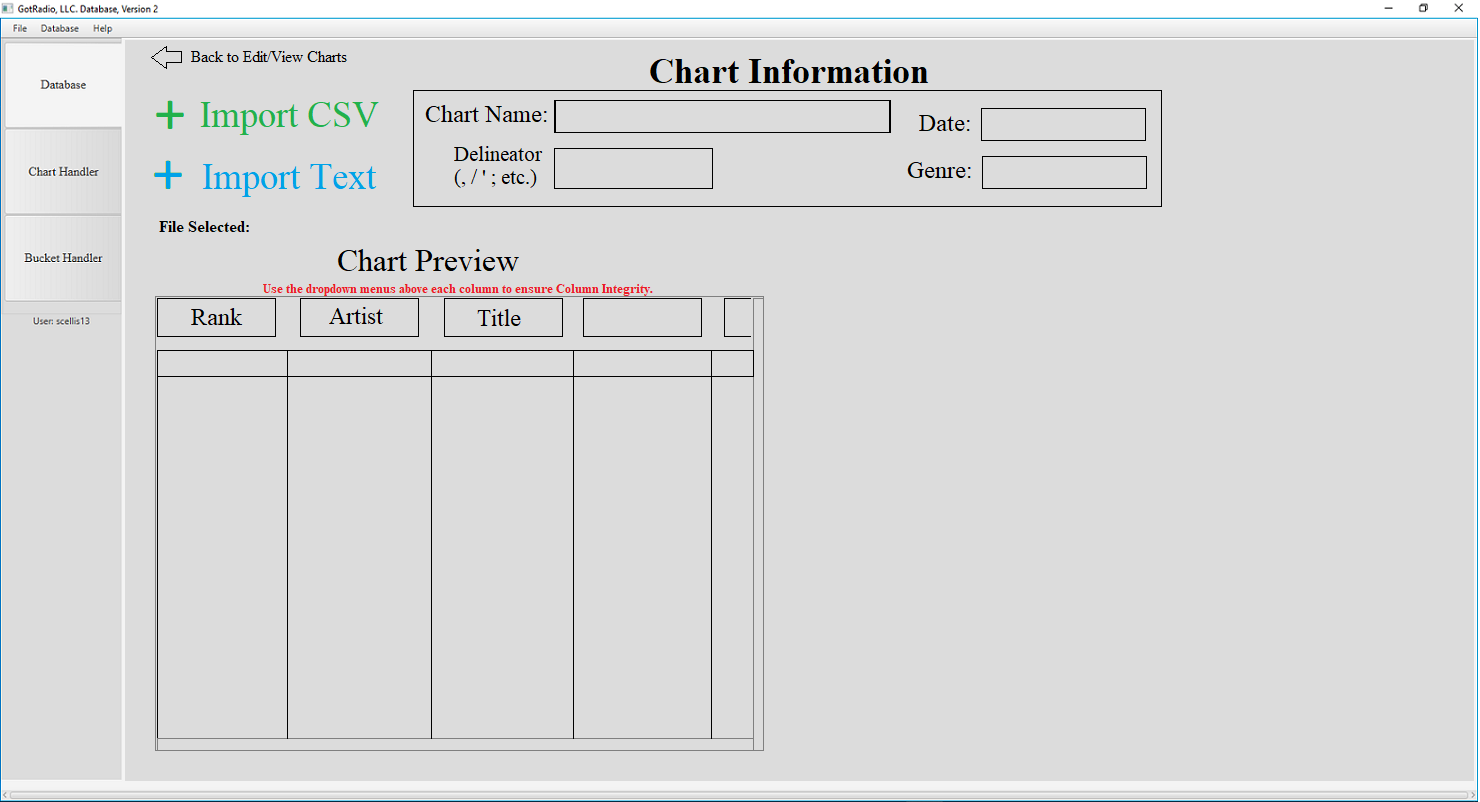 GotRadio, LLC. Database, Version 2
File Database Help
Database
Chart Handler
Bucket Handler
User: scellis13
Back to Edit/View Charts
+ Import CSV
+ Import Text
Chart Information
Chart Name:
Date:
Delineator
(, / ' ; etc.)
Genre:
File Selected:
Chart Preview
Use the dropdown menus above each column to ensure Column Integrity.
Rank Artist Title